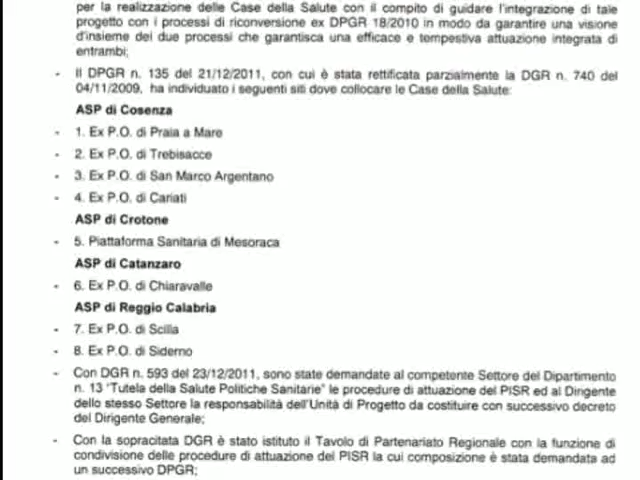 per la realizzazione delle Case della Salute con il compito di guidare l'integrazione di tale
progetto con i processi di riconversione ex DPGR 18/2010 in modo da garantire una visione
d'insieme dei due processi che garantisca una efficace e tempestiva attuazione integrata di
entrambi;
- Il DPGR n. 135 del 21/12/2011, con cui è stata rettificata parzialmente la DGR n. 740 del
04/11/2009, ha individuato i seguenti siti dove collocare le Case della Salute:
ASP di Cosenza
- 1. Ex P.O. di Praia a Mare
- 2. Ex P.O. di Trebisacce
- 3. Ex P.O. di San Marco Argentano
- 4. Ex P.O. di Cariati
ASP di Crotone
- 5. Piattaforma Sanitaria di Mesoraca
ASP di Catanzaro
- 6. Ex P.O. di Chiaravalle
ASP di Reggio Calabria
- 7. Ex P.O. di Scilla
- 8. Ex P.O. di Siderno
- Con DGR n. 593 del 23/12/2011, sono state demandate al competente Settore del Dipartimento
n. 13 "Tutela della Salute Politiche Sanitarie" le procedure di attuazione del PISR ed al Dirigente
dello stesso Settore la responsabilità dell'Unità di Progetto da costituire con successivo decreto
del Dirigente Generale;
- Con la sopracitata DGR è stato istituto il Tavolo di Partenariato Regionale con la funzione di
condivisione delle procedure di attuazione del PISR la cui composizione è stata demandata ad
un successivo DPGR;